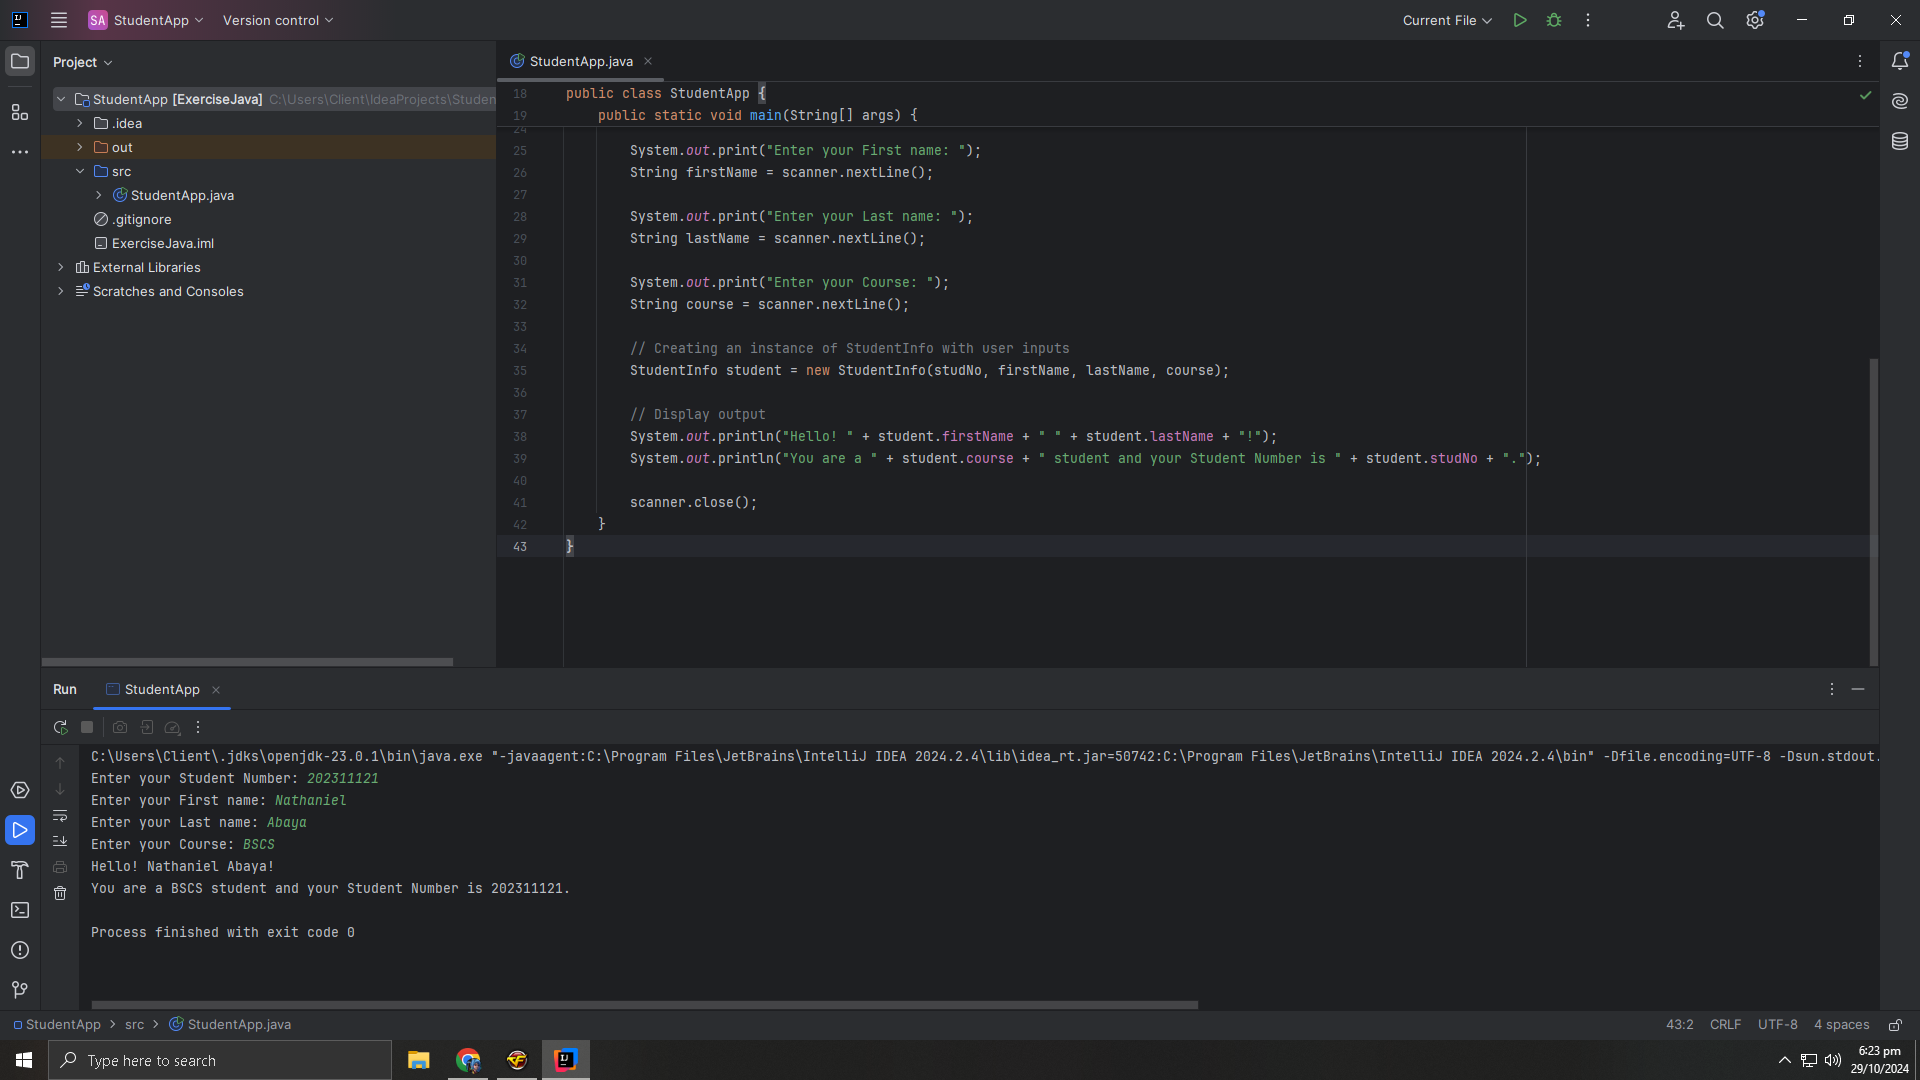 SA StudentApp Version control Current File
Project
StudentApp [ExerciseJava] C:\Users\Client\IdeaProjects\Studen
.idea
out
src
StudentApp.java
.gitignore
ExerciseJava.iml
External Libraries
Scratches and Consoles
StudentApp.java
18 public class StudentApp {
19 public static void main(String[] args) {
24
25 System.out.print("Enter your First name: ");
26 String firstName = scanner.nextLine();
27
28 System.out.print("Enter your Last name: ");
29 String lastName = scanner.nextLine();
30
31 System.out.print("Enter your Course: ");
32 String course = scanner.nextLine();
33
34 // Creating an instance of StudentInfo with user inputs
35 StudentInfo student = new StudentInfo(studNo, firstName, lastName, course);
36
37 // Display output
38 System.out.println("Hello! " + student.firstName + " " + student.lastName + "!");
39 System.out.println("You are a " + student.course + " student and your Student Number is " + student.studNo + ".");
40
41 scanner.close();
42 }
43 }
Run StudentApp
C:\Users\Client\.jdks\openjdk-23.0.1\bin\java.exe "-javaagent:C:\Program Files\JetBrains\IntelliJ IDEA 2024.2.4\lib\idea_rt.jar=50742:C:\Program Files\JetBrains\IntelliJ IDEA 2024.2.4\bin" -Dfile.encoding=UTF-8 -Dsun.stdout.
Enter your Student Number: 202311121
Enter your First name: Nathaniel
Enter your Last name: Abaya
Enter your Course: BSCS
Hello! Nathaniel Abaya!
You are a BSCS student and your Student Number is 202311121.
Process finished with exit code 0
StudentApp > src > StudentApp.java 43:2 CRLF UTF-8 4 spaces
Type here to search
6:23 pm
29/10/2024